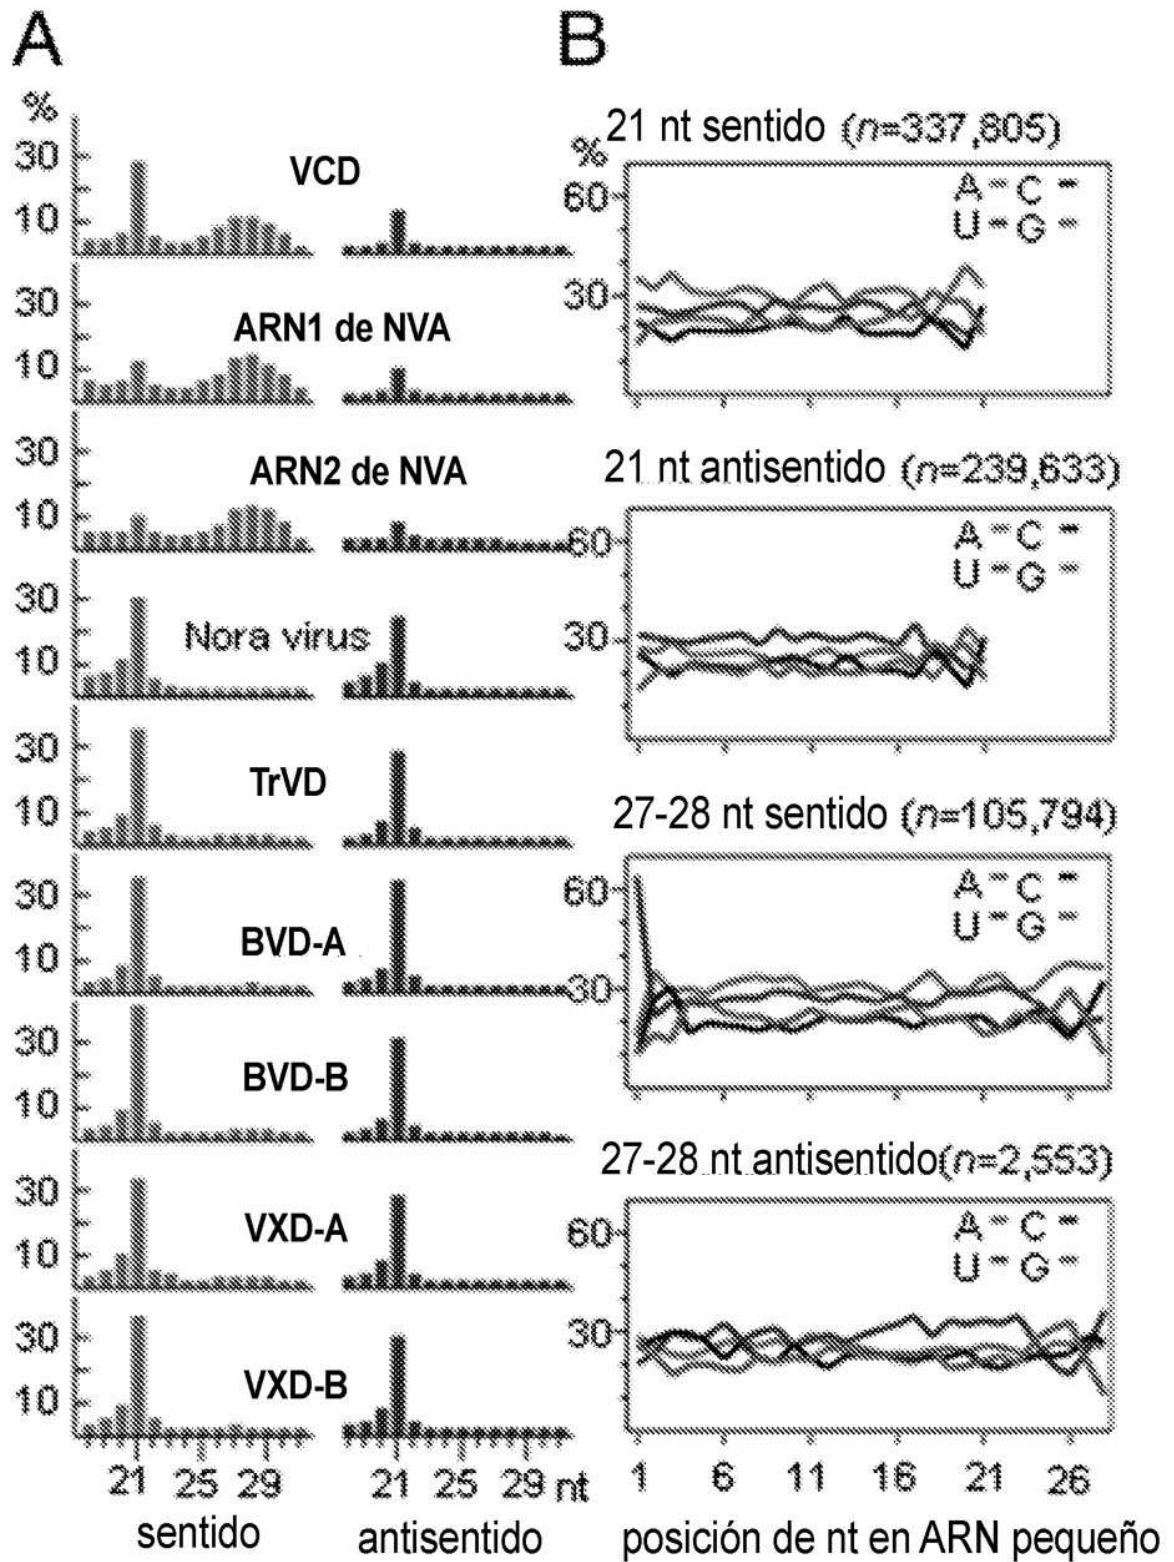 A
%
30
10
VCD
30
10
ARN1 de NVA
30
10
ARN2 de NVA
30
10
Nora virus
30
10
TrVD
30
10
BVD-A
30
10
BVD-B
30
10
VXD-A
30
10
VXD-B
21 25 29 21 25 29 nt
sentido antisentido
B
21 nt sentido (n=337,805)
%
60
30
A C
U G
21 nt antisentido (n=239,633)
60
30
A C
U G
27-28 nt sentido (n=105,794)
60
30
A C
U G
27-28 nt antisentido(n=2,553)
60
30
A C
U G
1 6 11 16 21 26
posición de nt en ARN pequeño